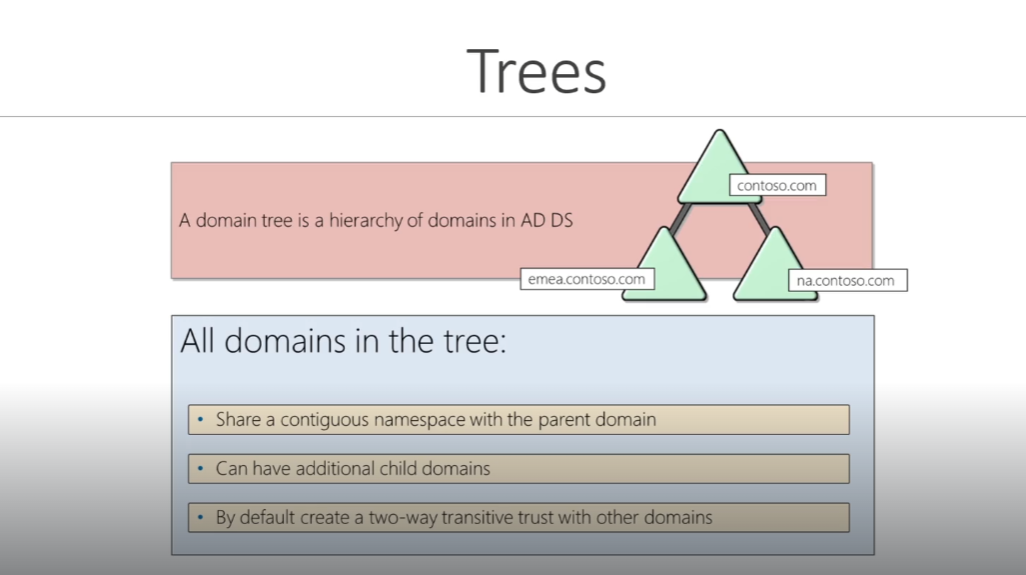 Trees
contoso.com
A domain tree is a hierarchy of domains in AD DS
emea.contoso.com
na.contoso.com
All domains in the tree:
• Share a contiguous namespace with the parent domain
• Can have additional child domains
• By default create a two-way transitive trust with other domains